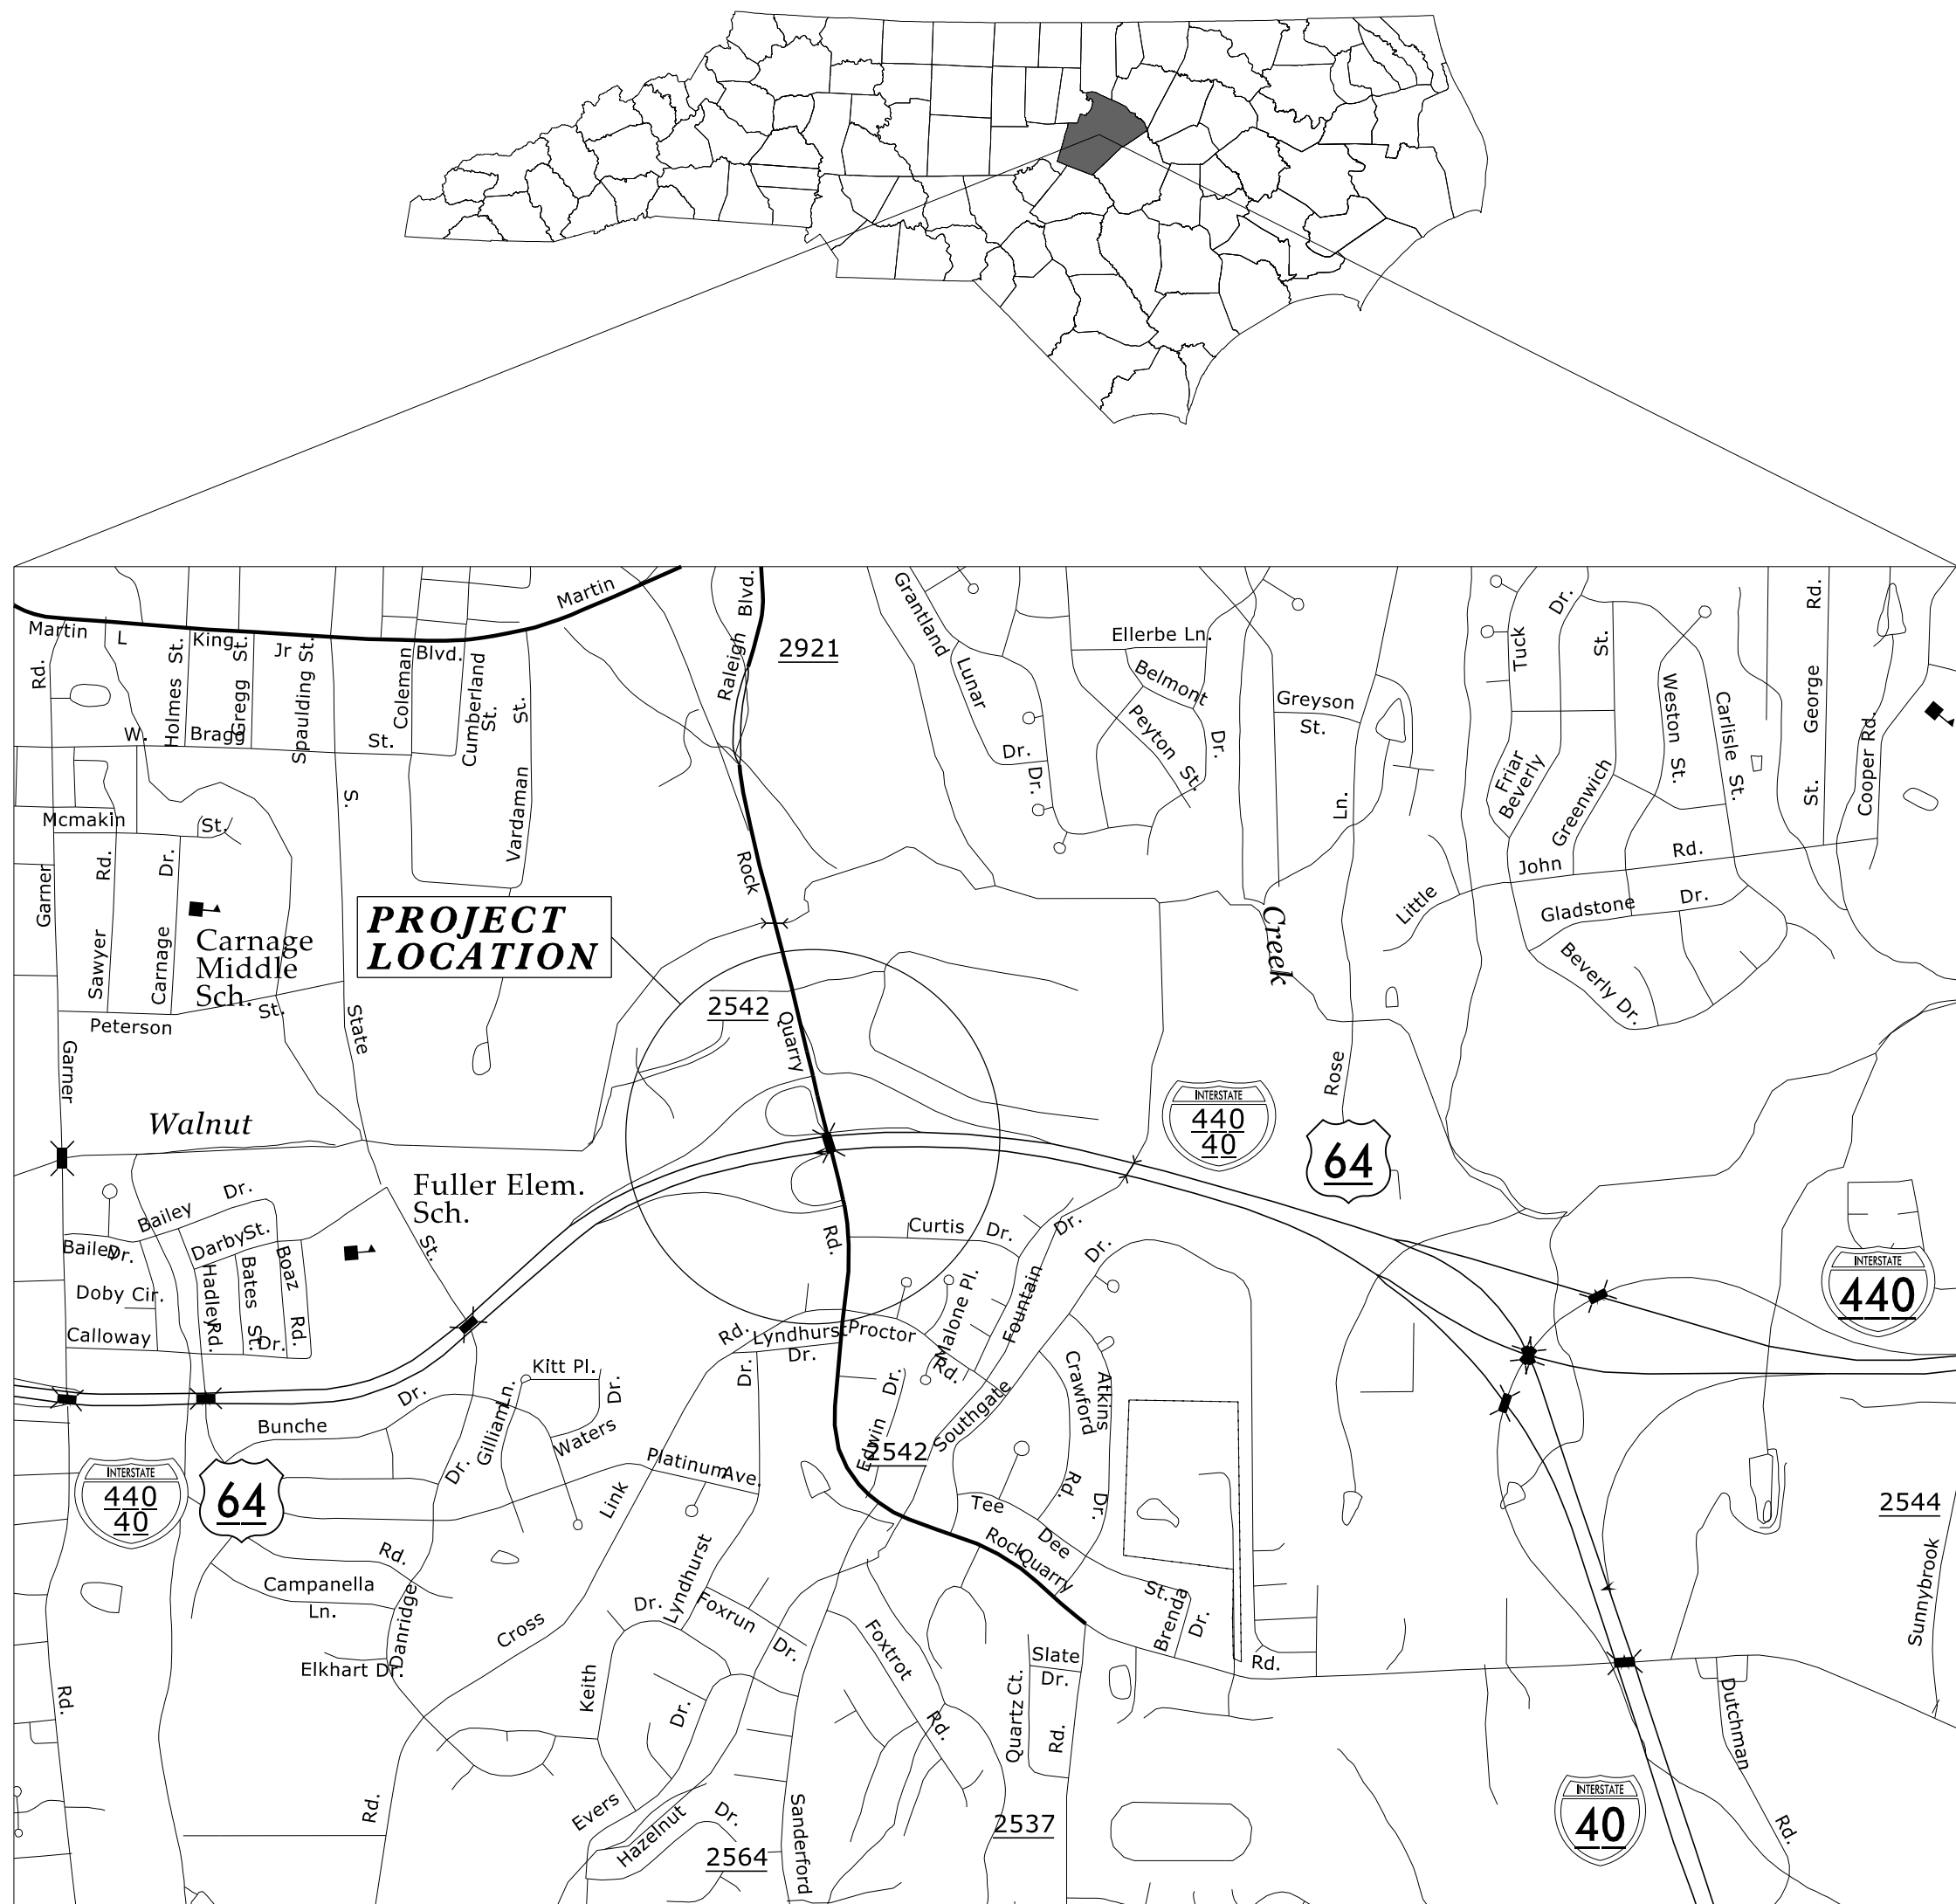 Martin
Blvd.
Raleigh
2921
Martin
L
King
Jr
Blvd.
Rd.
Holmes St.
Gregg St.
Spaulding St.
Coleman
Cumberland
St.
Vardaman
St.
W.
Bragg
St.
S.
Mcmakin
St.
Garner
Sawyer
Rd.
Carnage
Dr.
Carnage
Middle
Sch.
Peterson
St.
State
Garner
PROJECT
LOCATION
Rock
Quarry
2542
Grantland
Lunar
Dr.
Dr.
Ellerbe Ln.
Belmont
Dr.
Peyton
St.
Greyson
St.
Ln.
Creek
Rose
Tuck
Dr.
St.
Friar
Beverly
Greenwich
Weston St.
Carlisle St.
St. George Rd.
Cooper Rd.
Little
John
Rd.
Gladstone
Dr.
Beverly Dr.
Walnut
Fuller Elem.
Sch.
St.
INTERSTATE
440
40
64
INTERSTATE
440
Bailey
Dr.
Bailey
Dr.
Darby
St.
Boaz
Rd.
Bates
St.
Hadley
Rd.
Doby Cir.
Calloway
Dr.
Rd.
Curtis
Dr.
Dr.
Fountain
Dr.
Malone Pl.
Rd.
Lyndhurst
Dr.
Proctor
Rd.
Kitt Pl.
Dr.
Dr.
Dr.
Crawford
Rd.
Atkins
Dr.
Southgate
Edwin
Dr.
2542
Bunche
Dr.
Gillian
Ln.
Waters
Platinum
Ave.
Link
INTERSTATE
440
40
64
Tee
Dee
St.
Rock
Quarry
Brenda
Dr.
2544
Sunnybrook
Rd.
Campanella
Ln.
Danridge
Elkhart Dr.
Cross
Lyndhurst
Dr.
Foxrun
Dr.
Foxtrot
Rd.
Slate
Dr.
Quartz Ct.
Rd.
Rd.
Dutchman
Rd.
Rd.
Keith
Dr.
Evers
Hazelnut
Dr.
Rd.
2564
Sanderford
2537
INTERSTATE
40